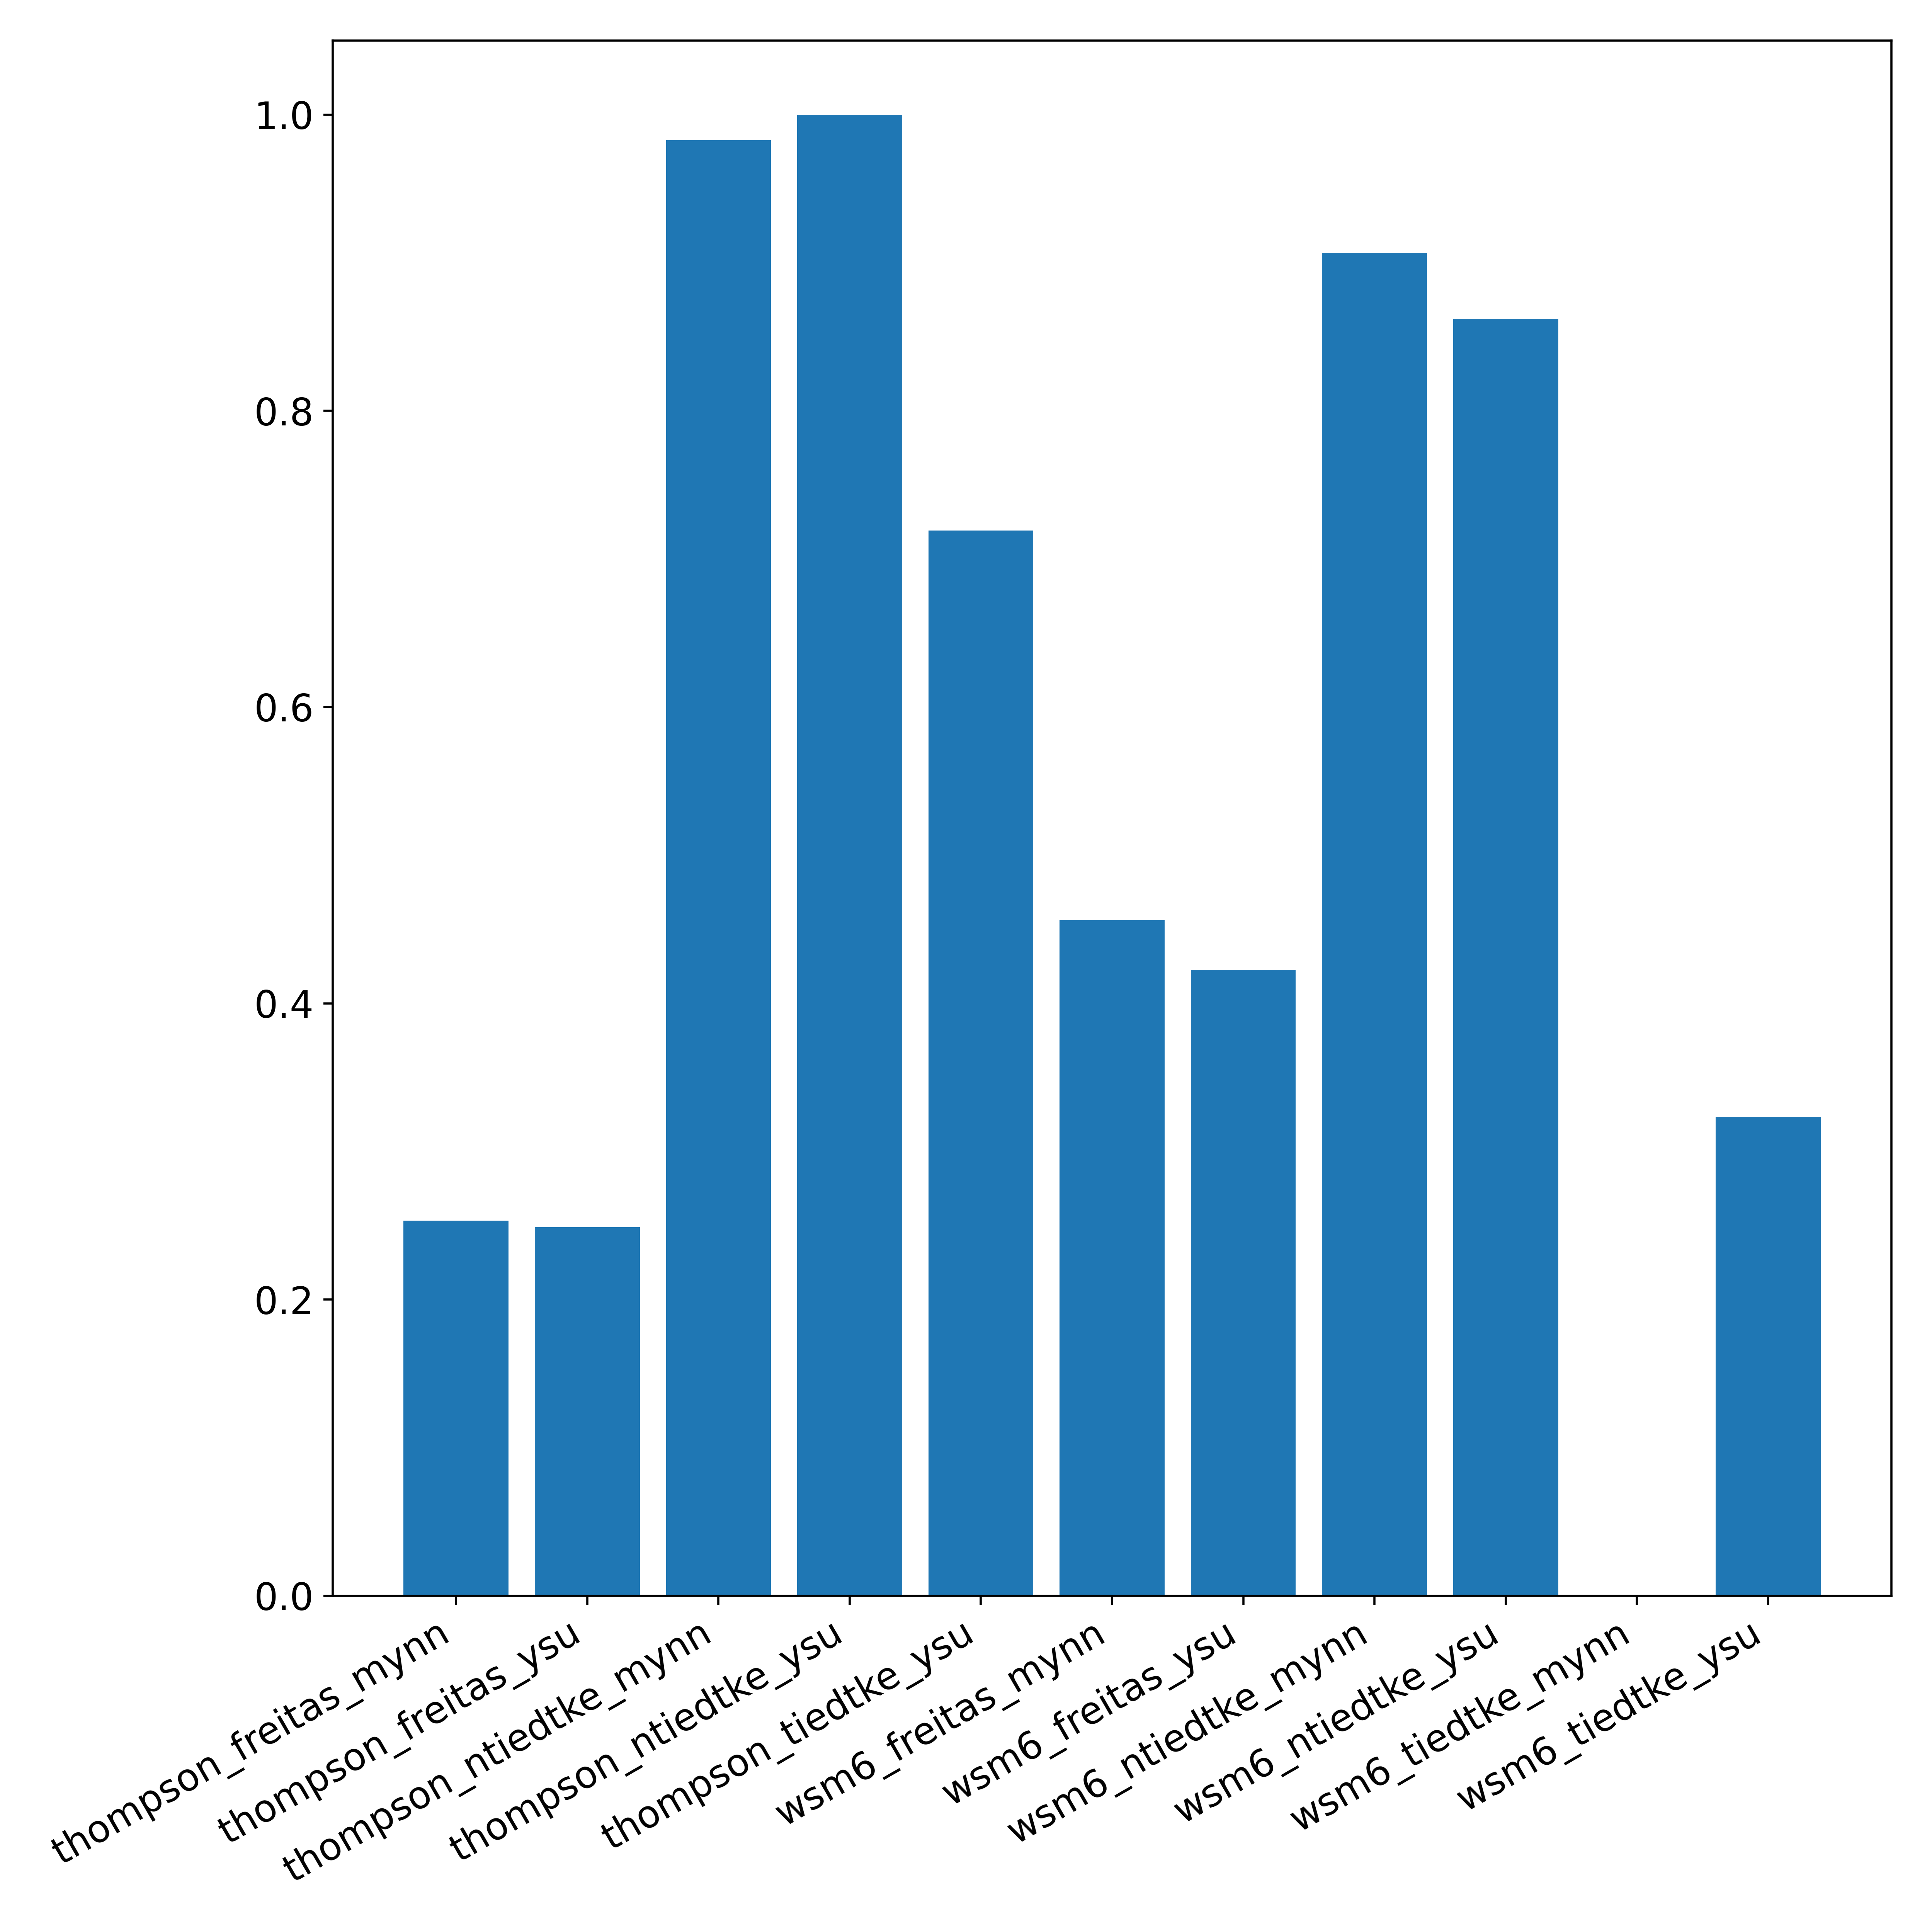 1.0
0.8
0.6
0.4
0.2
0.0
thompson_freitas_mynn
thompson_freitas_ysu
thompson_ntiedtke_mynn
thompson_ntiedtke_ysu
thompson_tiedtke_ysu
wsm6_freitas_mynn
wsm6_freitas_ysu
wsm6_ntiedtke_mynn
wsm6_ntiedtke_ysu
wsm6_tiedtke_mynn
wsm6_tiedtke_ysu